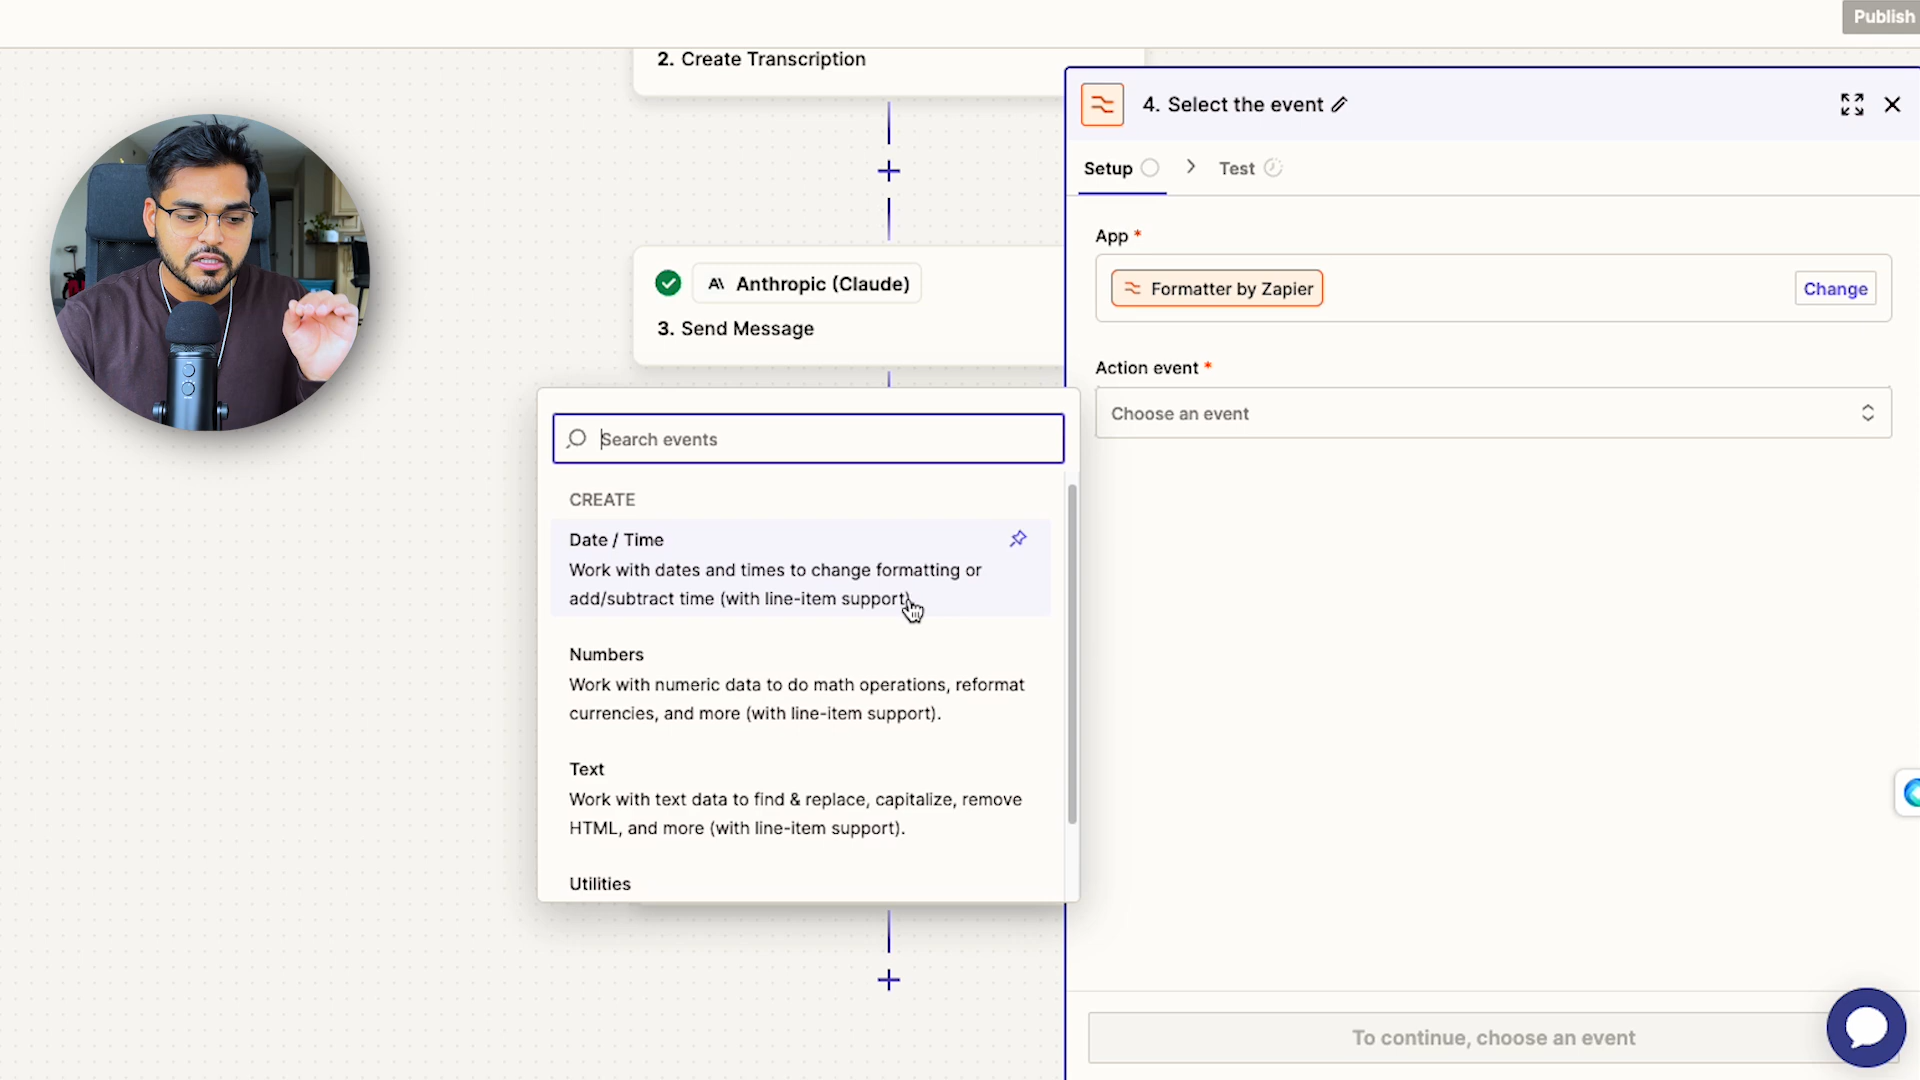 Publish
2. Create Transcription
4. Select the event
Setup
Test
App *
Formatter by Zapier
Change
Anthropic (Claude)
3. Send Message
Action event *
Choose an event
Search events
CREATE
Date / Time
Work with dates and times to change formatting or
add/subtract time (with line-item support).
Numbers
Work with numeric data to do math operations, reformat
currencies, and more (with line-item support).
Text
Work with text data to find & replace, capitalize, remove
HTML, and more (with line-item support).
Utilities
To continue, choose an event